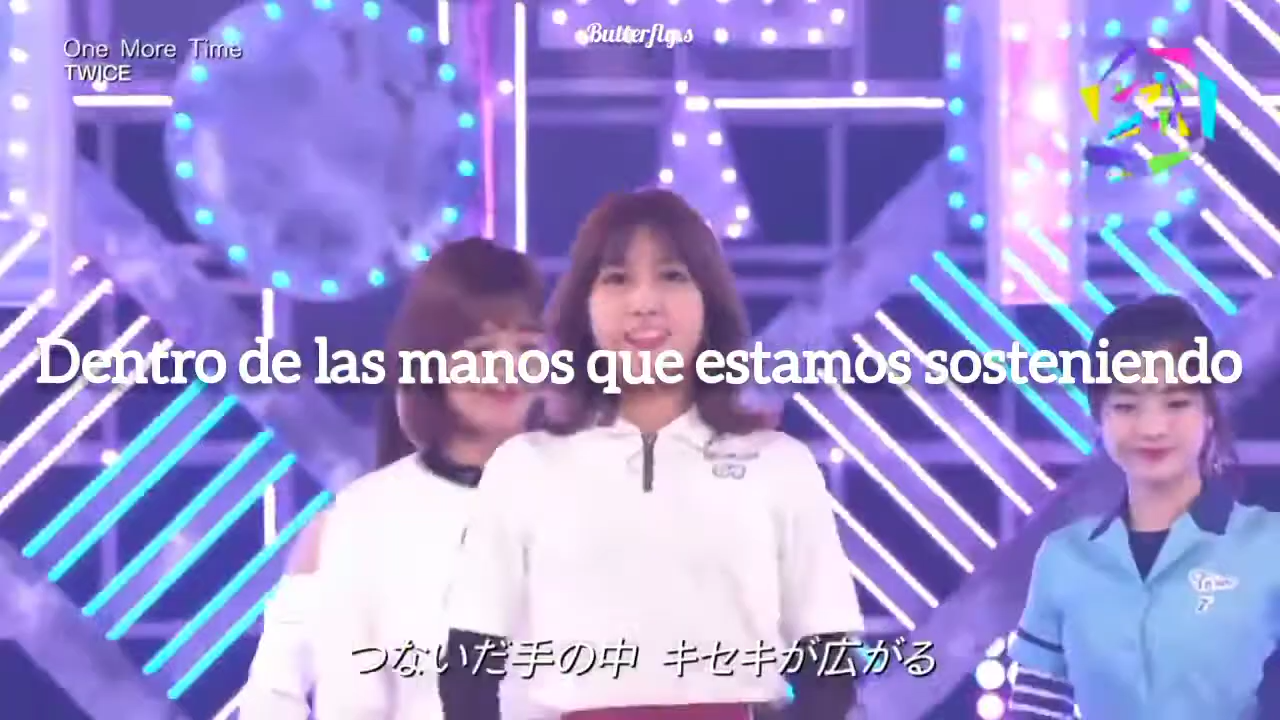 Butterfly.s
One More Time
TWICE
Dentro de las manos que estamos sosteniendo
つないだ手の中 キセキが広がる